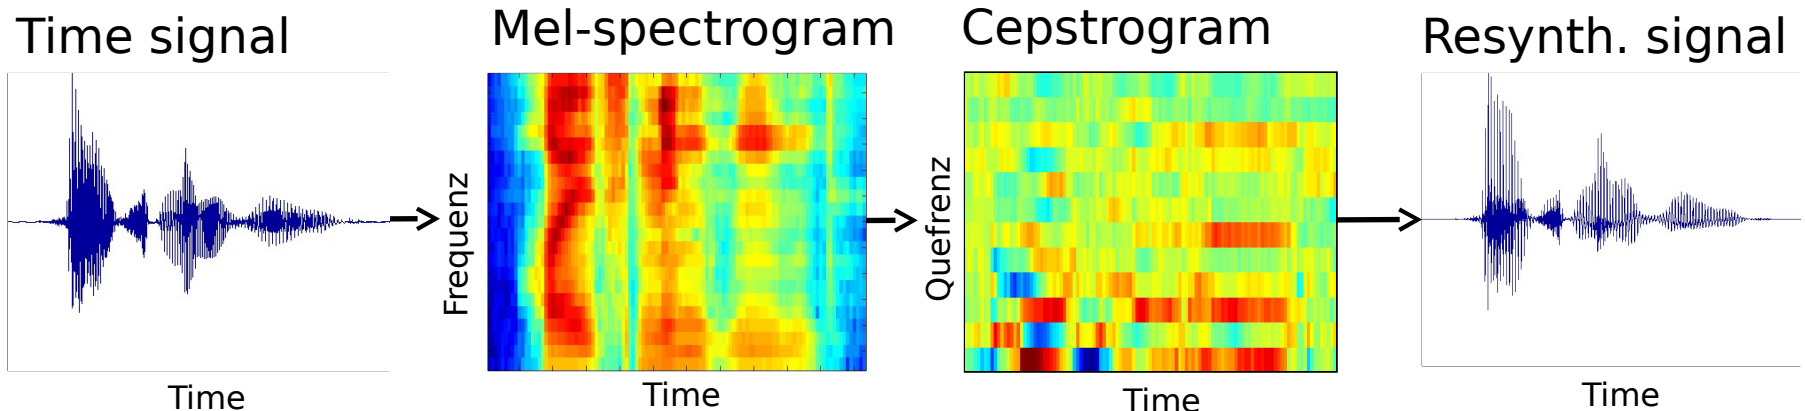 Time signal
Mel-spectrogram
Cepstrogram
Resynth. signal
Frequenz
Quefrenz
Time
Time
Time
Time